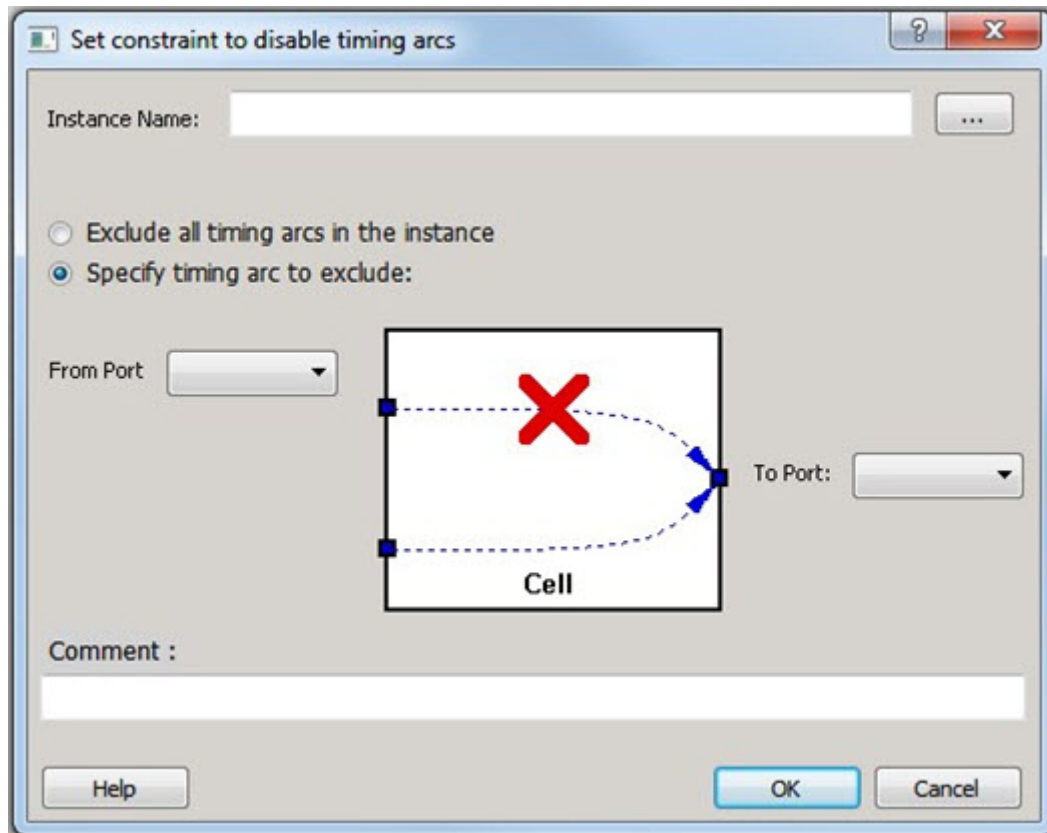 Set constraint to disable timing arcs
?
Instance Name:
...
Exclude all timing arcs in the instance
Specify timing arc to exclude:
From Port
To Port:
Cell
Comment :
Help
OK
Cancel